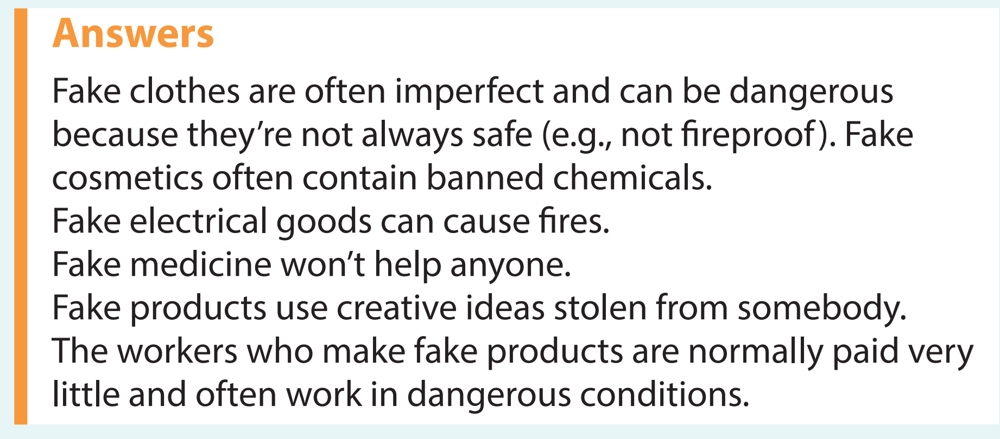 Answers
Fake clothes are often imperfect and can be dangerous
because they’re not always safe (e.g., not fireproof). Fake
cosmetics often contain banned chemicals.
Fake electrical goods can cause fires.
Fake medicine won’t help anyone.
Fake products use creative ideas stolen from somebody.
The workers who make fake products are normally paid very
little and often work in dangerous conditions.